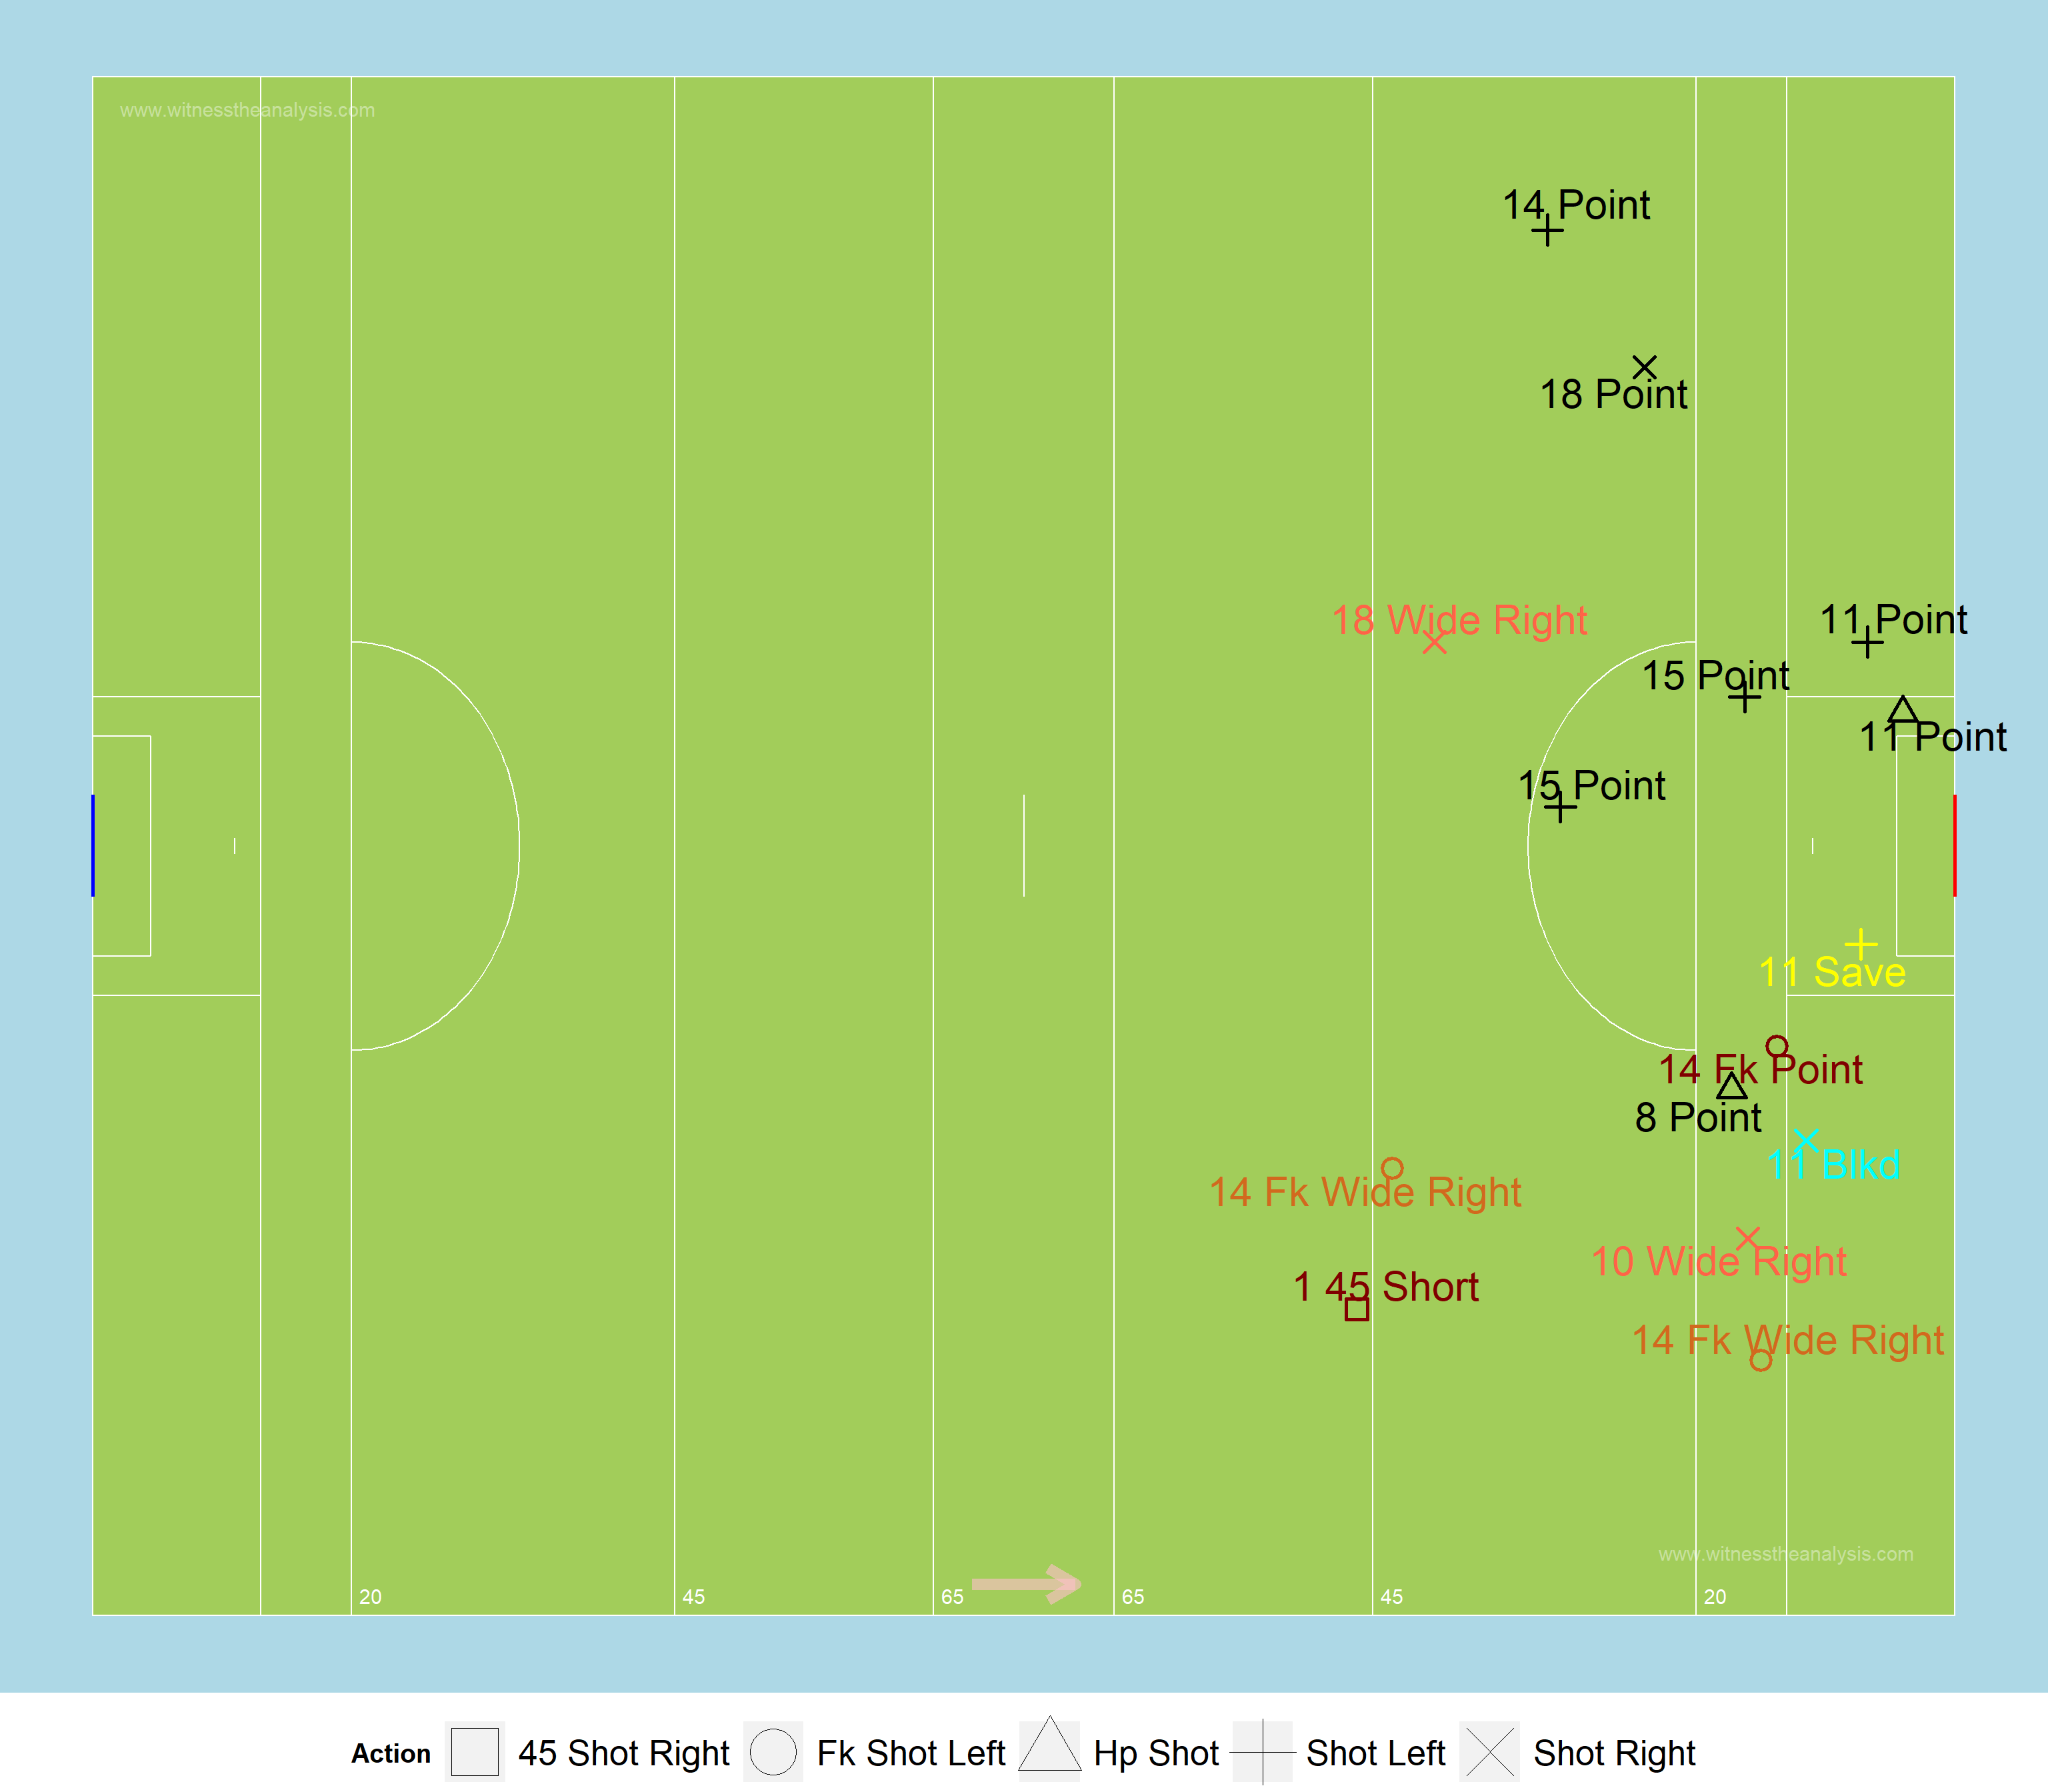 www.witnesstheanalysis.com
14 Point
18 Point
18 Wide Right
11 Point
15 Point
11 Point
15 Point
11 Save
14 Fk Point
8 Point
11 Blkd
14 Fk Wide Right
10 Wide Right
1 45 Short
14 Fk Wide Right
www.witnesstheanalysis.com
20 45 65 65 45 20
Action 45 Shot Right Fk Shot Left Hp Shot Shot Left Shot Right